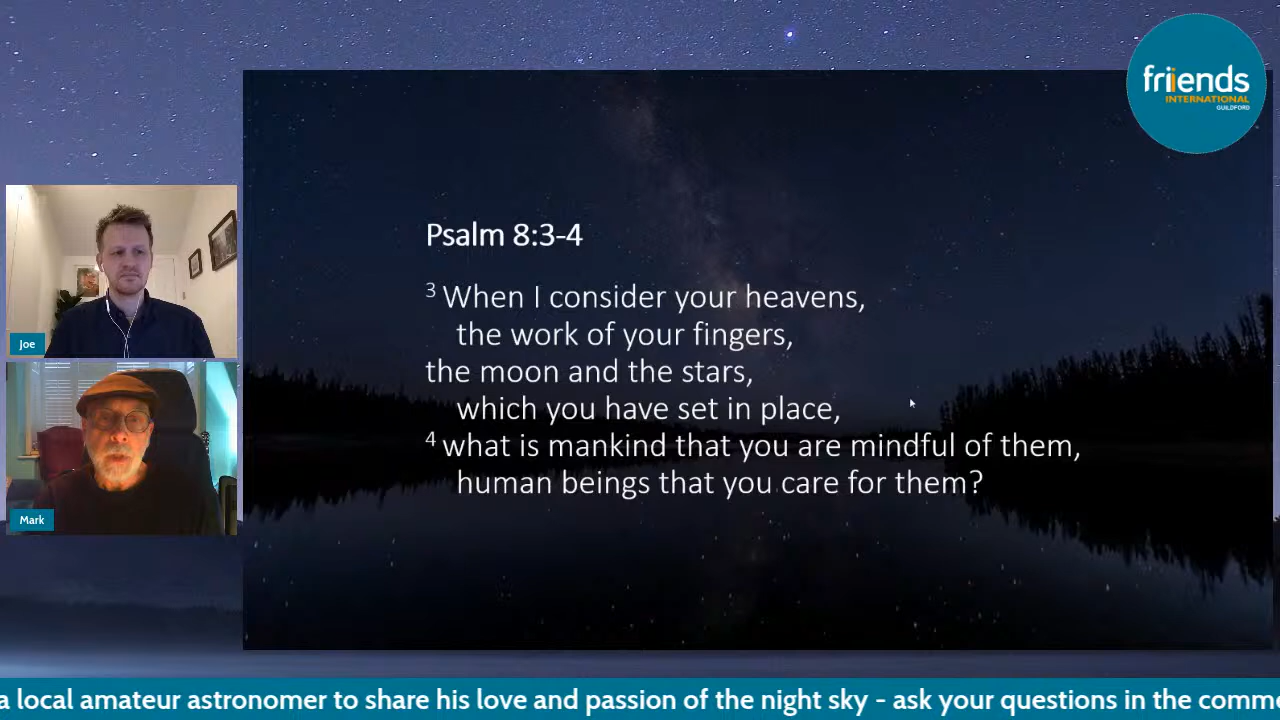 friends
INTERNATIONAL
GUILDFORD
Psalm 8:3-4
3 When I consider your heavens,
the work of your fingers,
the moon and the stars,
which you have set in place,
4 what is mankind that you are mindful of them,
human beings that you care for them?
Joe
Mark
a local amateur astronomer to share his love and passion of the night sky - ask your questions in the comm